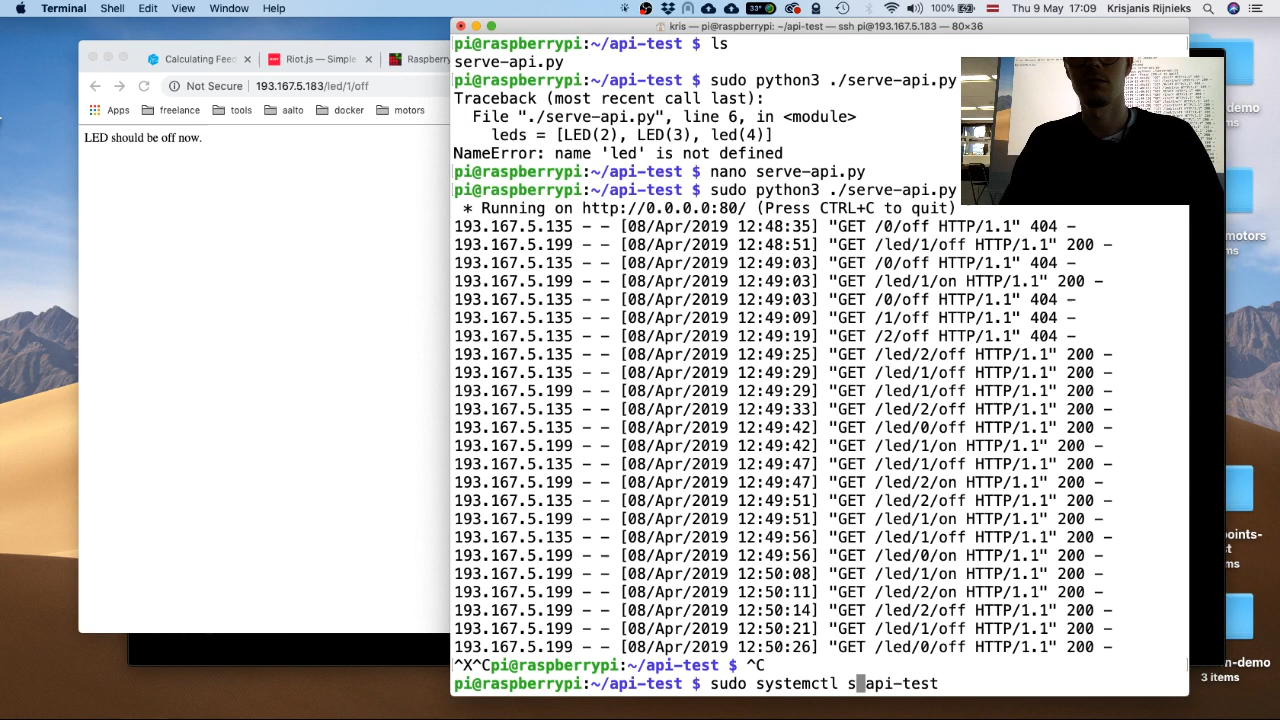 Terminal Shell Edit View Window Help 33° 100% Thu 9 May 17:09 Krisjanis Rijnieks
kris — pi@raspberrypi: ~/api-test — ssh pi@193.167.5.183 — 80×36
Calculating Feed
Riot.js — Simple
Raspberry
Not Secure 193.167.5.183/led/1/off
Apps freelance tools aalto docker motors
LED should be off now.
pi@raspberrypi:~/api-test $ ls
serve-api.py
pi@raspberrypi:~/api-test $ sudo python3 ./serve-api.py
Traceback (most recent call last):
  File "./serve-api.py", line 6, in <module>
    leds = [LED(2), LED(3), led(4)]
NameError: name 'led' is not defined
pi@raspberrypi:~/api-test $ nano serve-api.py
pi@raspberrypi:~/api-test $ sudo python3 ./serve-api.py
 * Running on http://0.0.0.0:80/ (Press CTRL+C to quit)
193.167.5.135 - - [08/Apr/2019 12:48:35] "GET /0/off HTTP/1.1" 404 -
193.167.5.199 - - [08/Apr/2019 12:48:51] "GET /led/1/off HTTP/1.1" 200 -
193.167.5.135 - - [08/Apr/2019 12:49:03] "GET /0/off HTTP/1.1" 404 -
193.167.5.199 - - [08/Apr/2019 12:49:03] "GET /led/1/on HTTP/1.1" 200 -
193.167.5.135 - - [08/Apr/2019 12:49:03] "GET /0/off HTTP/1.1" 404 -
193.167.5.135 - - [08/Apr/2019 12:49:09] "GET /1/off HTTP/1.1" 404 -
193.167.5.135 - - [08/Apr/2019 12:49:19] "GET /2/off HTTP/1.1" 404 -
193.167.5.135 - - [08/Apr/2019 12:49:25] "GET /led/2/off HTTP/1.1" 200 -
193.167.5.135 - - [08/Apr/2019 12:49:29] "GET /led/1/off HTTP/1.1" 200 -
193.167.5.199 - - [08/Apr/2019 12:49:29] "GET /led/1/off HTTP/1.1" 200 -
193.167.5.135 - - [08/Apr/2019 12:49:33] "GET /led/2/off HTTP/1.1" 200 -
193.167.5.135 - - [08/Apr/2019 12:49:42] "GET /led/0/off HTTP/1.1" 200 -
193.167.5.199 - - [08/Apr/2019 12:49:42] "GET /led/1/on HTTP/1.1" 200 -
193.167.5.135 - - [08/Apr/2019 12:49:47] "GET /led/1/off HTTP/1.1" 200 -
193.167.5.199 - - [08/Apr/2019 12:49:47] "GET /led/2/on HTTP/1.1" 200 -
193.167.5.135 - - [08/Apr/2019 12:49:51] "GET /led/2/off HTTP/1.1" 200 -
193.167.5.199 - - [08/Apr/2019 12:49:51] "GET /led/1/on HTTP/1.1" 200 -
193.167.5.135 - - [08/Apr/2019 12:49:56] "GET /led/1/off HTTP/1.1" 200 -
193.167.5.199 - - [08/Apr/2019 12:49:56] "GET /led/0/on HTTP/1.1" 200 -
193.167.5.199 - - [08/Apr/2019 12:50:08] "GET /led/1/on HTTP/1.1" 200 -
193.167.5.199 - - [08/Apr/2019 12:50:11] "GET /led/2/on HTTP/1.1" 200 -
193.167.5.199 - - [08/Apr/2019 12:50:14] "GET /led/2/off HTTP/1.1" 200 -
193.167.5.199 - - [08/Apr/2019 12:50:21] "GET /led/1/off HTTP/1.1" 200 -
193.167.5.199 - - [08/Apr/2019 12:50:26] "GET /led/0/off HTTP/1.1" 200 -
^X^Cpi@raspberrypi:~/api-test $ ^C
pi@raspberrypi:~/api-test $ sudo systemctl s api-test
demo
motors
ms
oints-
st
ms
n-demo
3 items